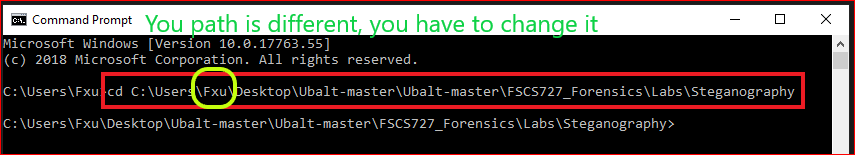 Command Prompt
You path is different, you have to change it
Microsoft Windows [Version 10.0.17763.55]
(c) 2018 Microsoft Corporation. All rights reserved.
C:\Users\Fxu>cd C:\Users\Fxu\Desktop\Ubalt-master\Ubalt-master\FSCS727_Forensics\Labs\Steganography
C:\Users\Fxu\Desktop\Ubalt-master\Ubalt-master\FSCS727_Forensics\Labs\Steganography>